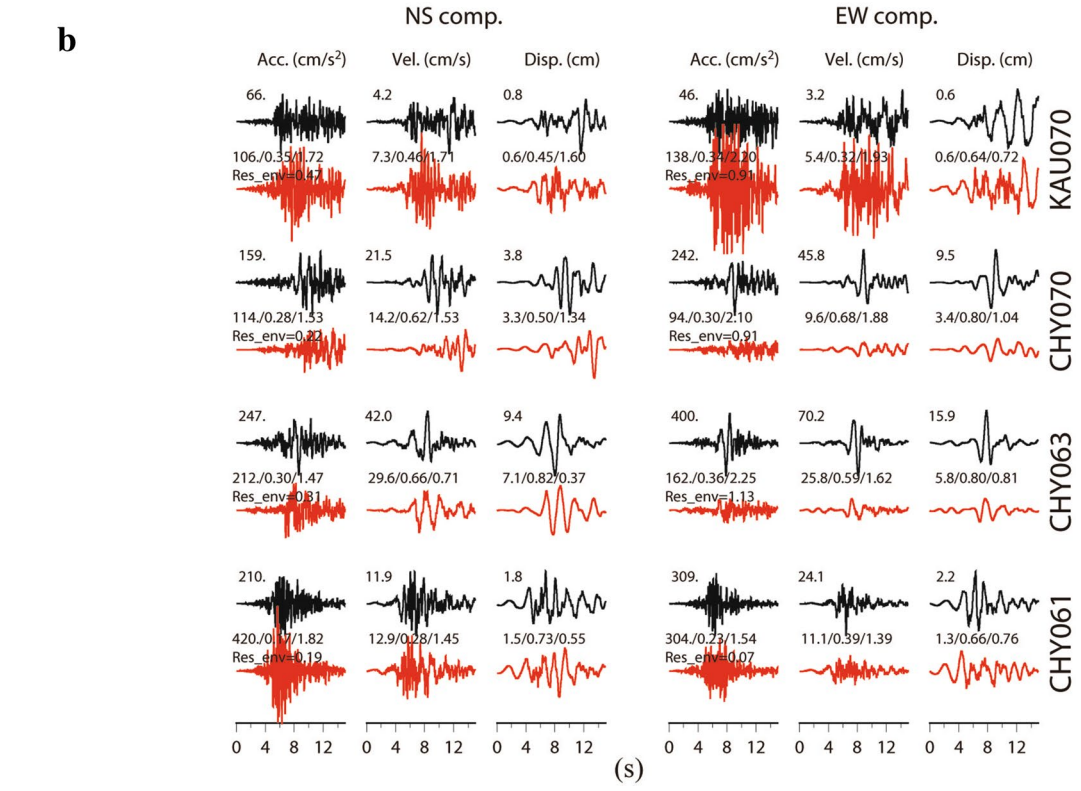 b
NS comp.
EW comp.
Acc. (cm/s²) Vel. (cm/s) Disp. (cm) Acc. (cm/s²) Vel. (cm/s) Disp. (cm)
66. 4.2 0.8 46. 3.2 0.6
106./0.35/1.72 7.3/0.46/1.71 0.6/0.45/1.60 138./0.34/2.20 5.4/0.32/1.93 0.6/0.64/0.72
Res_env=0.47 Res_env=0.91
KAU070
159. 21.5 3.8 242. 45.8 9.5
114./0.28/1.53 14.2/0.62/1.53 3.3/0.50/1.34 94./0.30/2.10 9.6/0.68/1.88 3.4/0.80/1.04
Res_env=0.22 Res_env=0.91
CHY070
247. 42.0 9.4 400. 70.2 15.9
212./0.30/1.47 29.6/0.66/0.71 7.1/0.82/0.37 162./0.36/2.25 25.8/0.59/1.62 5.8/0.80/0.81
Res_env=0.31 Res_env=1.13
CHY063
210. 11.9 1.8 309. 24.1 2.2
420./0.17/1.82 12.9/0.28/1.45 1.5/0.73/0.55 304./0.23/1.54 11.1/0.39/1.39 1.3/0.66/0.76
Res_env=0.19 Res_env=0.07
CHY061
0 4 8 12 0 4 8 12 0 4 8 12 0 4 8 12 0 4 8 12 0 4 8 12
(s)